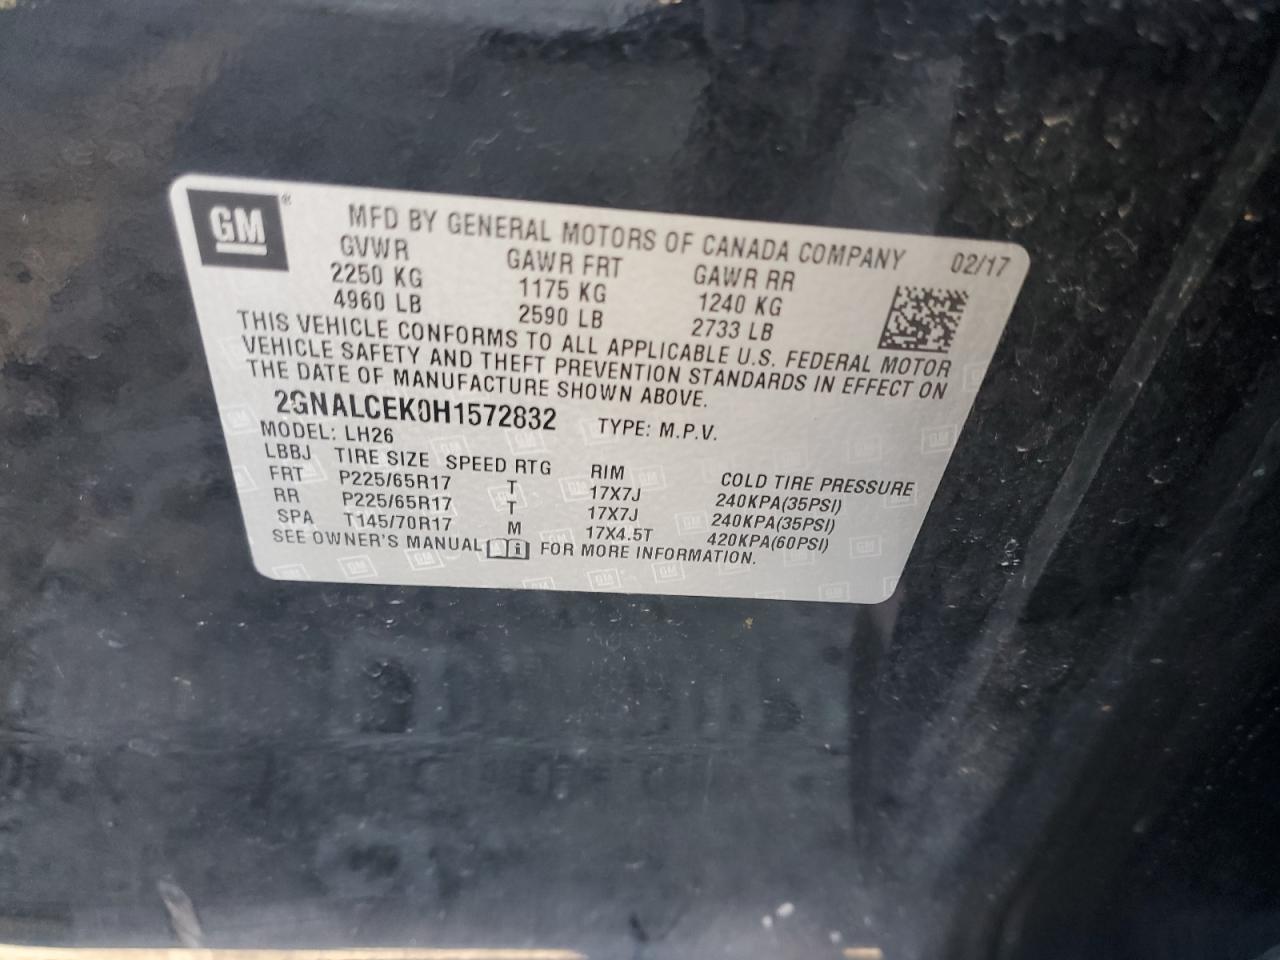 GM®
MFD BY GENERAL MOTORS OF CANADA COMPANY 02/17
GVWR GAWR FRT GAWR RR
2250 KG 1175 KG 1240 KG
4960 LB 2590 LB 2733 LB
THIS VEHICLE CONFORMS TO ALL APPLICABLE U.S. FEDERAL MOTOR
VEHICLE SAFETY AND THEFT PREVENTION STANDARDS IN EFFECT ON
THE DATE OF MANUFACTURE SHOWN ABOVE.
2GNALCEK0H1572832 TYPE: M.P.V.
MODEL: LH26
LBBJ TIRE SIZE SPEED RTG RIM COLD TIRE PRESSURE
FRT P225/65R17 T 17X7J 240KPA(35PSI)
RR P225/65R17 T 17X7J 240KPA(35PSI)
SPA T145/70R17 M 17X4.5T 420KPA(60PSI)
SEE OWNER'S MANUAL i FOR MORE INFORMATION.